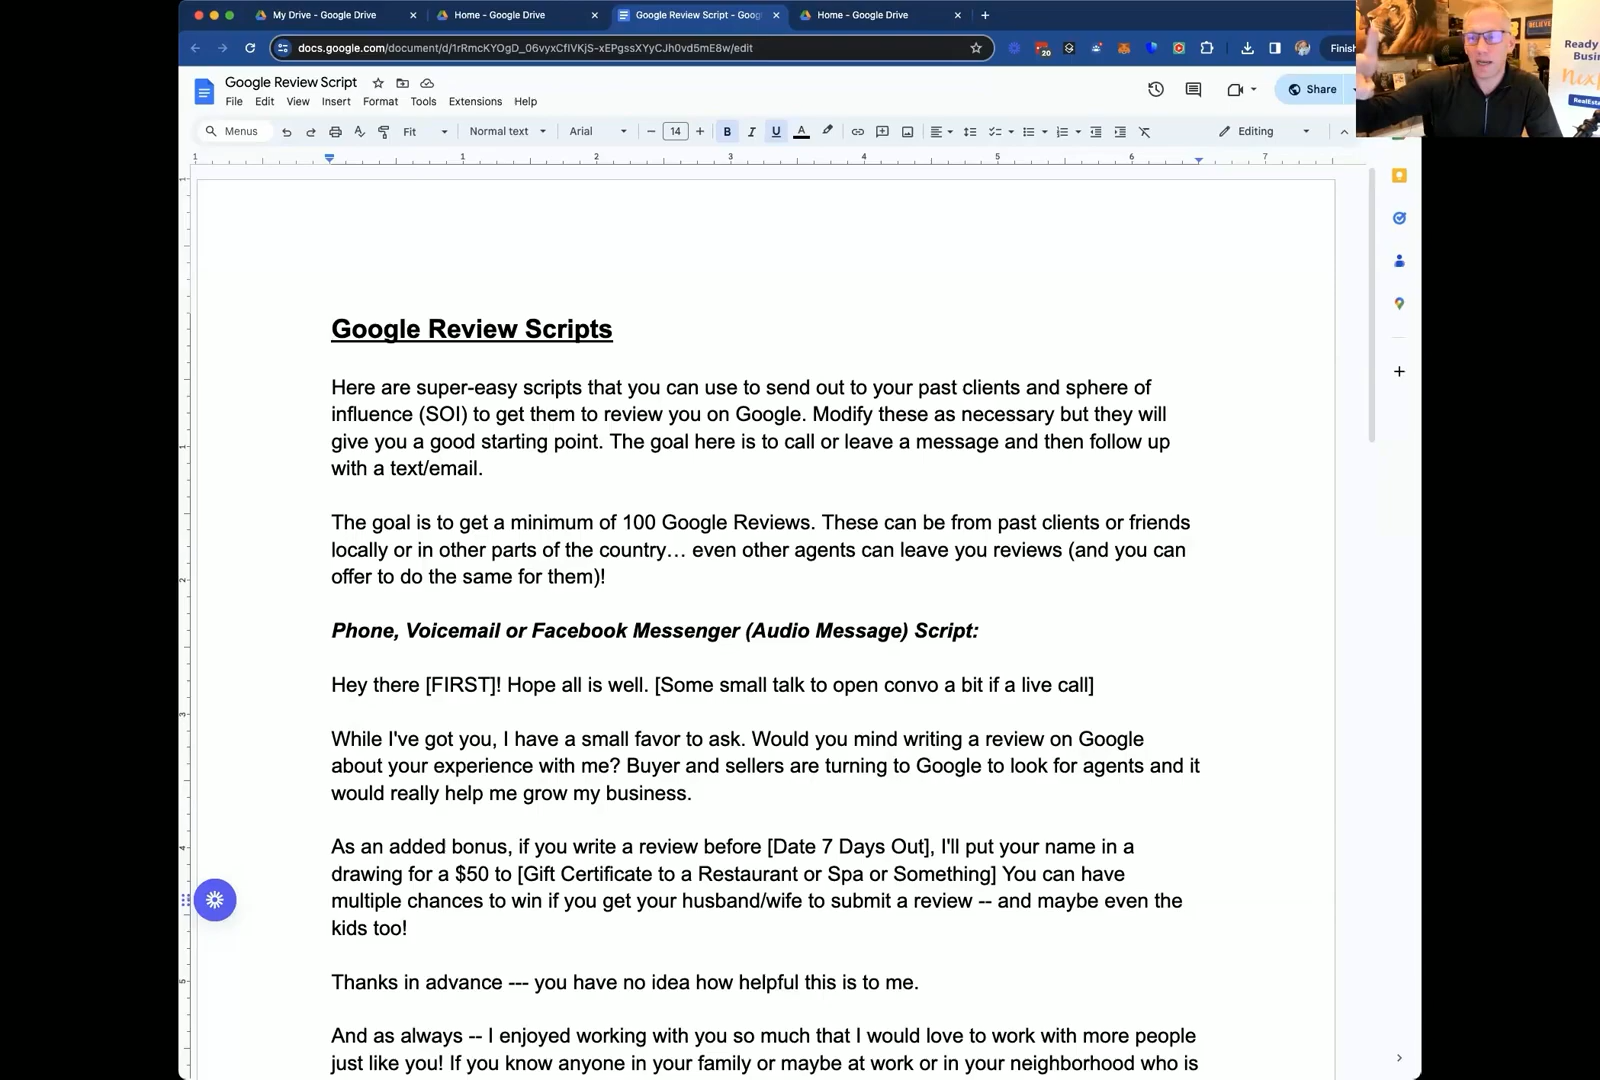 My Drive - Google Drive
Home - Google Drive
Google Review Script - Goog
Home - Google Drive
docs.google.com/document/d/1rRmcKYOgD_06vyxCfIVKjS-xEPgssXYyCJh0vd5mE8w/edit
20
Finish
Google Review Script
File Edit View Insert Format Tools Extensions Help
Share
Menus
Fit
Normal text
Arial
14
B I U A
Editing
1 1 2 3 4 5 6 7
Google Review Scripts
Here are super-easy scripts that you can use to send out to your past clients and sphere of
influence (SOI) to get them to review you on Google. Modify these as necessary but they will
give you a good starting point. The goal here is to call or leave a message and then follow up
with a text/email.
The goal is to get a minimum of 100 Google Reviews. These can be from past clients or friends
locally or in other parts of the country… even other agents can leave you reviews (and you can
offer to do the same for them)!
Phone, Voicemail or Facebook Messenger (Audio Message) Script:
Hey there [FIRST]! Hope all is well. [Some small talk to open convo a bit if a live call]
While I've got you, I have a small favor to ask. Would you mind writing a review on Google
about your experience with me? Buyer and sellers are turning to Google to look for agents and it
would really help me grow my business.
As an added bonus, if you write a review before [Date 7 Days Out], I'll put your name in a
drawing for a $50 to [Gift Certificate to a Restaurant or Spa or Something] You can have
multiple chances to win if you get your husband/wife to submit a review -- and maybe even the
kids too!
Thanks in advance --- you have no idea how helpful this is to me.
And as always -- I enjoyed working with you so much that I would love to work with more people
just like you! If you know anyone in your family or maybe at work or in your neighborhood who is
BELIEVE
Ready
Busin
Next
RealEsta